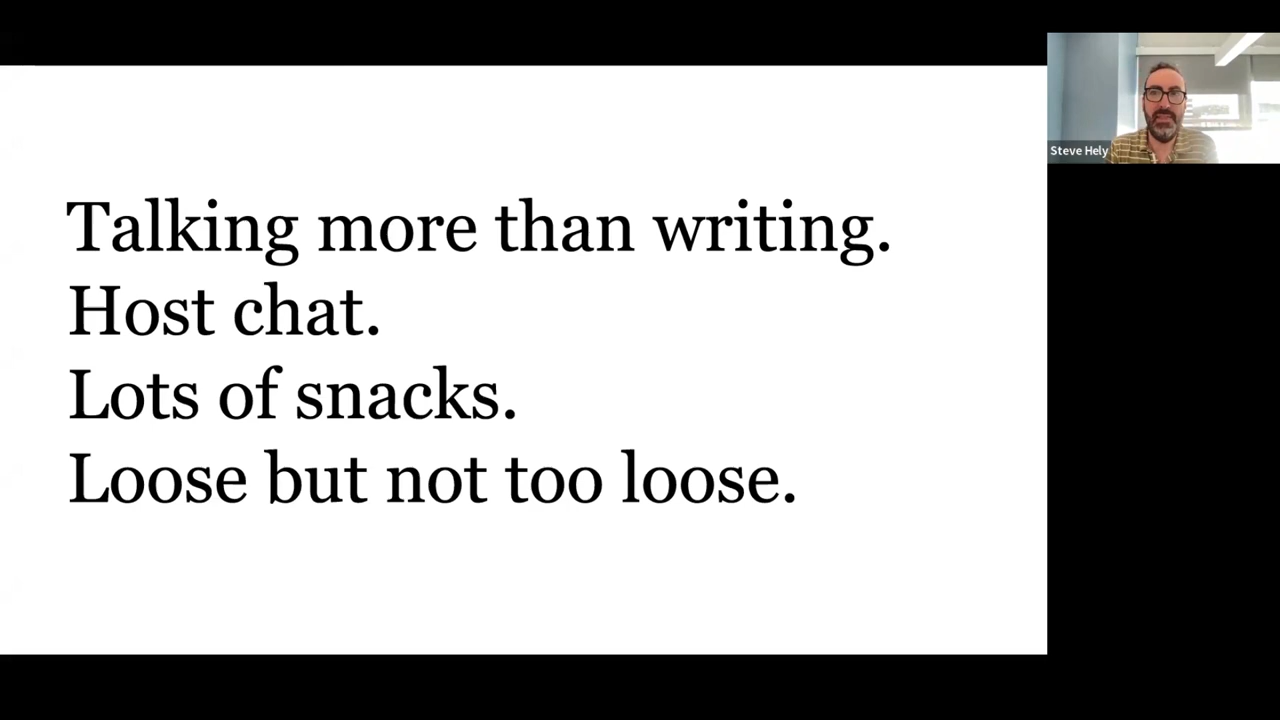 Talking more than writing.
Host chat.
Lots of snacks.
Loose but not too loose.
Steve Hely